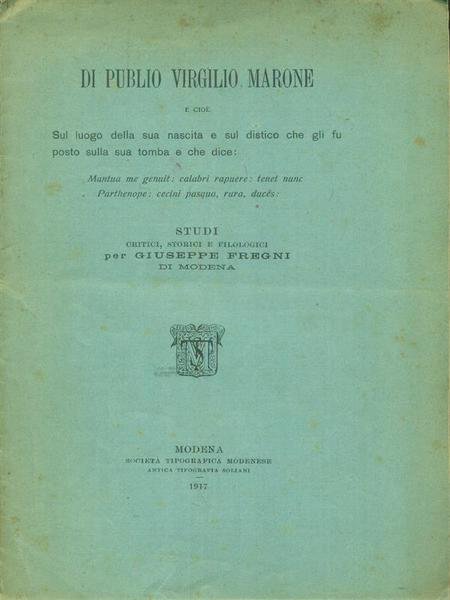 DI PUBLIO VIRGILIO MARONE
E CIOÈ
Sul luogo della sua nascita e sul distico che gli fu
posto sulla sua tomba e che dice:
Mantua me genuit: calabri rapuere: tenet nunc
Parthenope: cecini pasqua, rura, duces:
STUDI
CRITICI, STORICI E FILOLOGICI
per GIUSEPPE FREGNI
DI MODENA
MODENA
SOCIETÀ TIPOGRAFICA MODENESE
ANTICA TIPOGRAFIA SOLIANI
1917